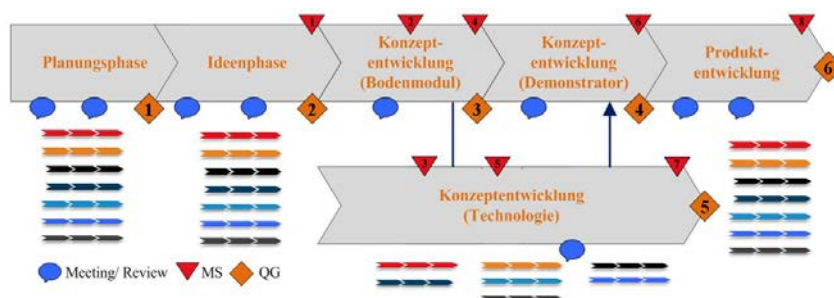 1
2
4
6
8
Planungsphase
Ideenphase
Konzept-
entwicklung
(Bodenmodul)
Konzept-
entwicklung
(Demonstrator)
Produkt-
entwicklung
6
1
2
3
4
3
5
7
Konzeptentwicklung
(Technologie)
5
Meeting/ Review
MS
QG